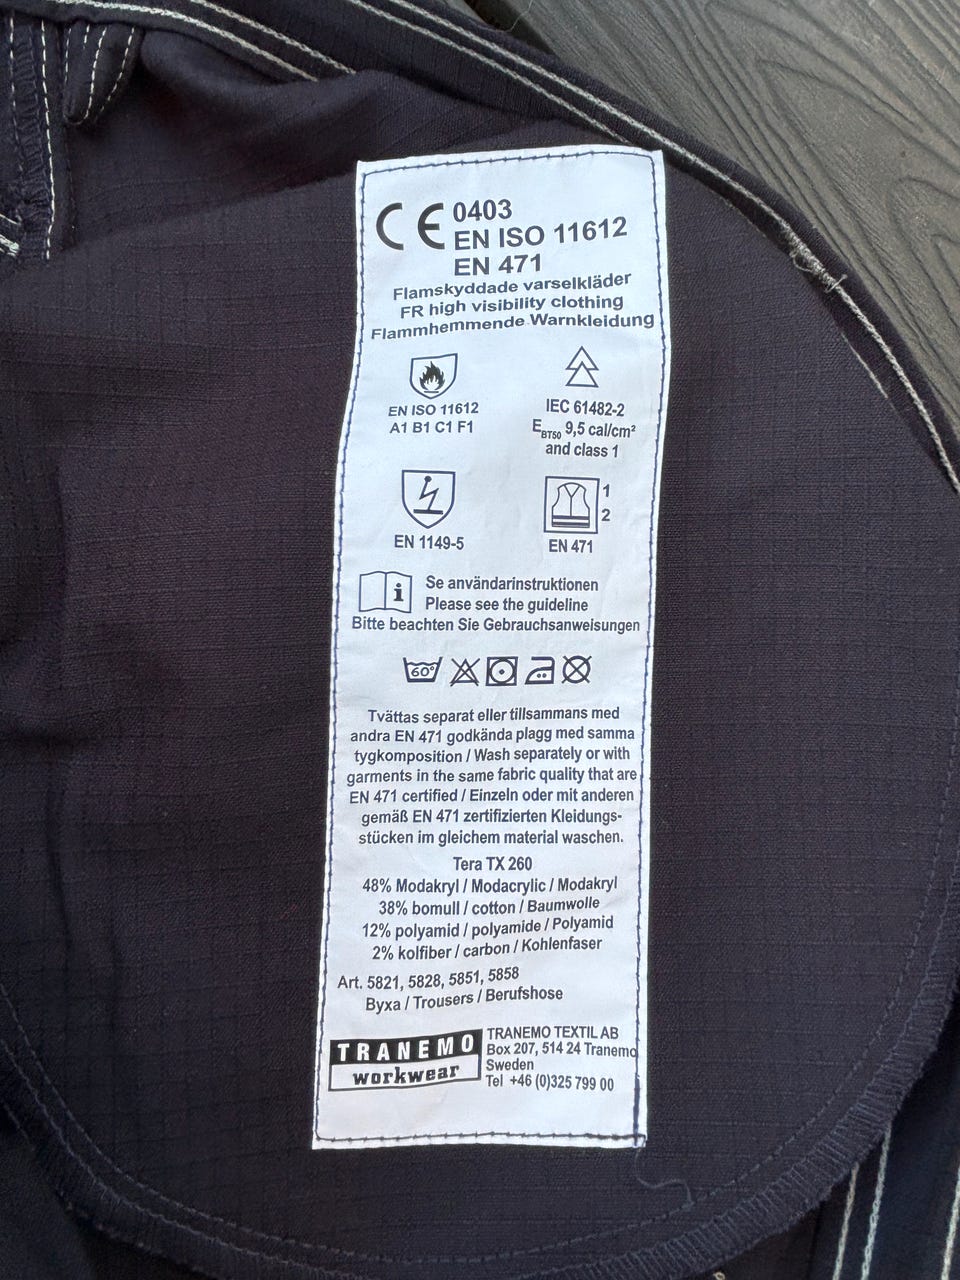 CE 0403
EN ISO 11612
EN 471
Flamskyddade varselkläder
FR high visibility clothing
Flammhemmende Warnkleidung
EN ISO 11612
A1 B1 C1 F1
IEC 61482-2
EBT50 9,5 cal/cm²
and class 1
EN 1149-5
1
2
EN 471
i
Se användarinstruktionen
Please see the guideline
Bitte beachten Sie Gebrauchsanweisungen
60°
Tvättas separat eller tillsammans med
andra EN 471 godkända plagg med samma
tygkomposition / Wash separately or with
garments in the same fabric quality that are
EN 471 certified / Einzeln oder mit anderen
gemäß EN 471 zertifizierten Kleidungs-
stücken im gleichem material waschen.
Tera TX 260
48% Modakryl / Modacrylic / Modakryl
38% bomull / cotton / Baumwolle
12% polyamid / polyamide / Polyamid
2% kolfiber / carbon / Kohlenfaser
Art. 5821, 5828, 5851, 5858
Byxa / Trousers / Berufshose
TRANEMO
workwear
TRANEMO TEXTIL AB
Box 207, 514 24 Tranemo
Sweden
Tel +46 (0)325 799 00